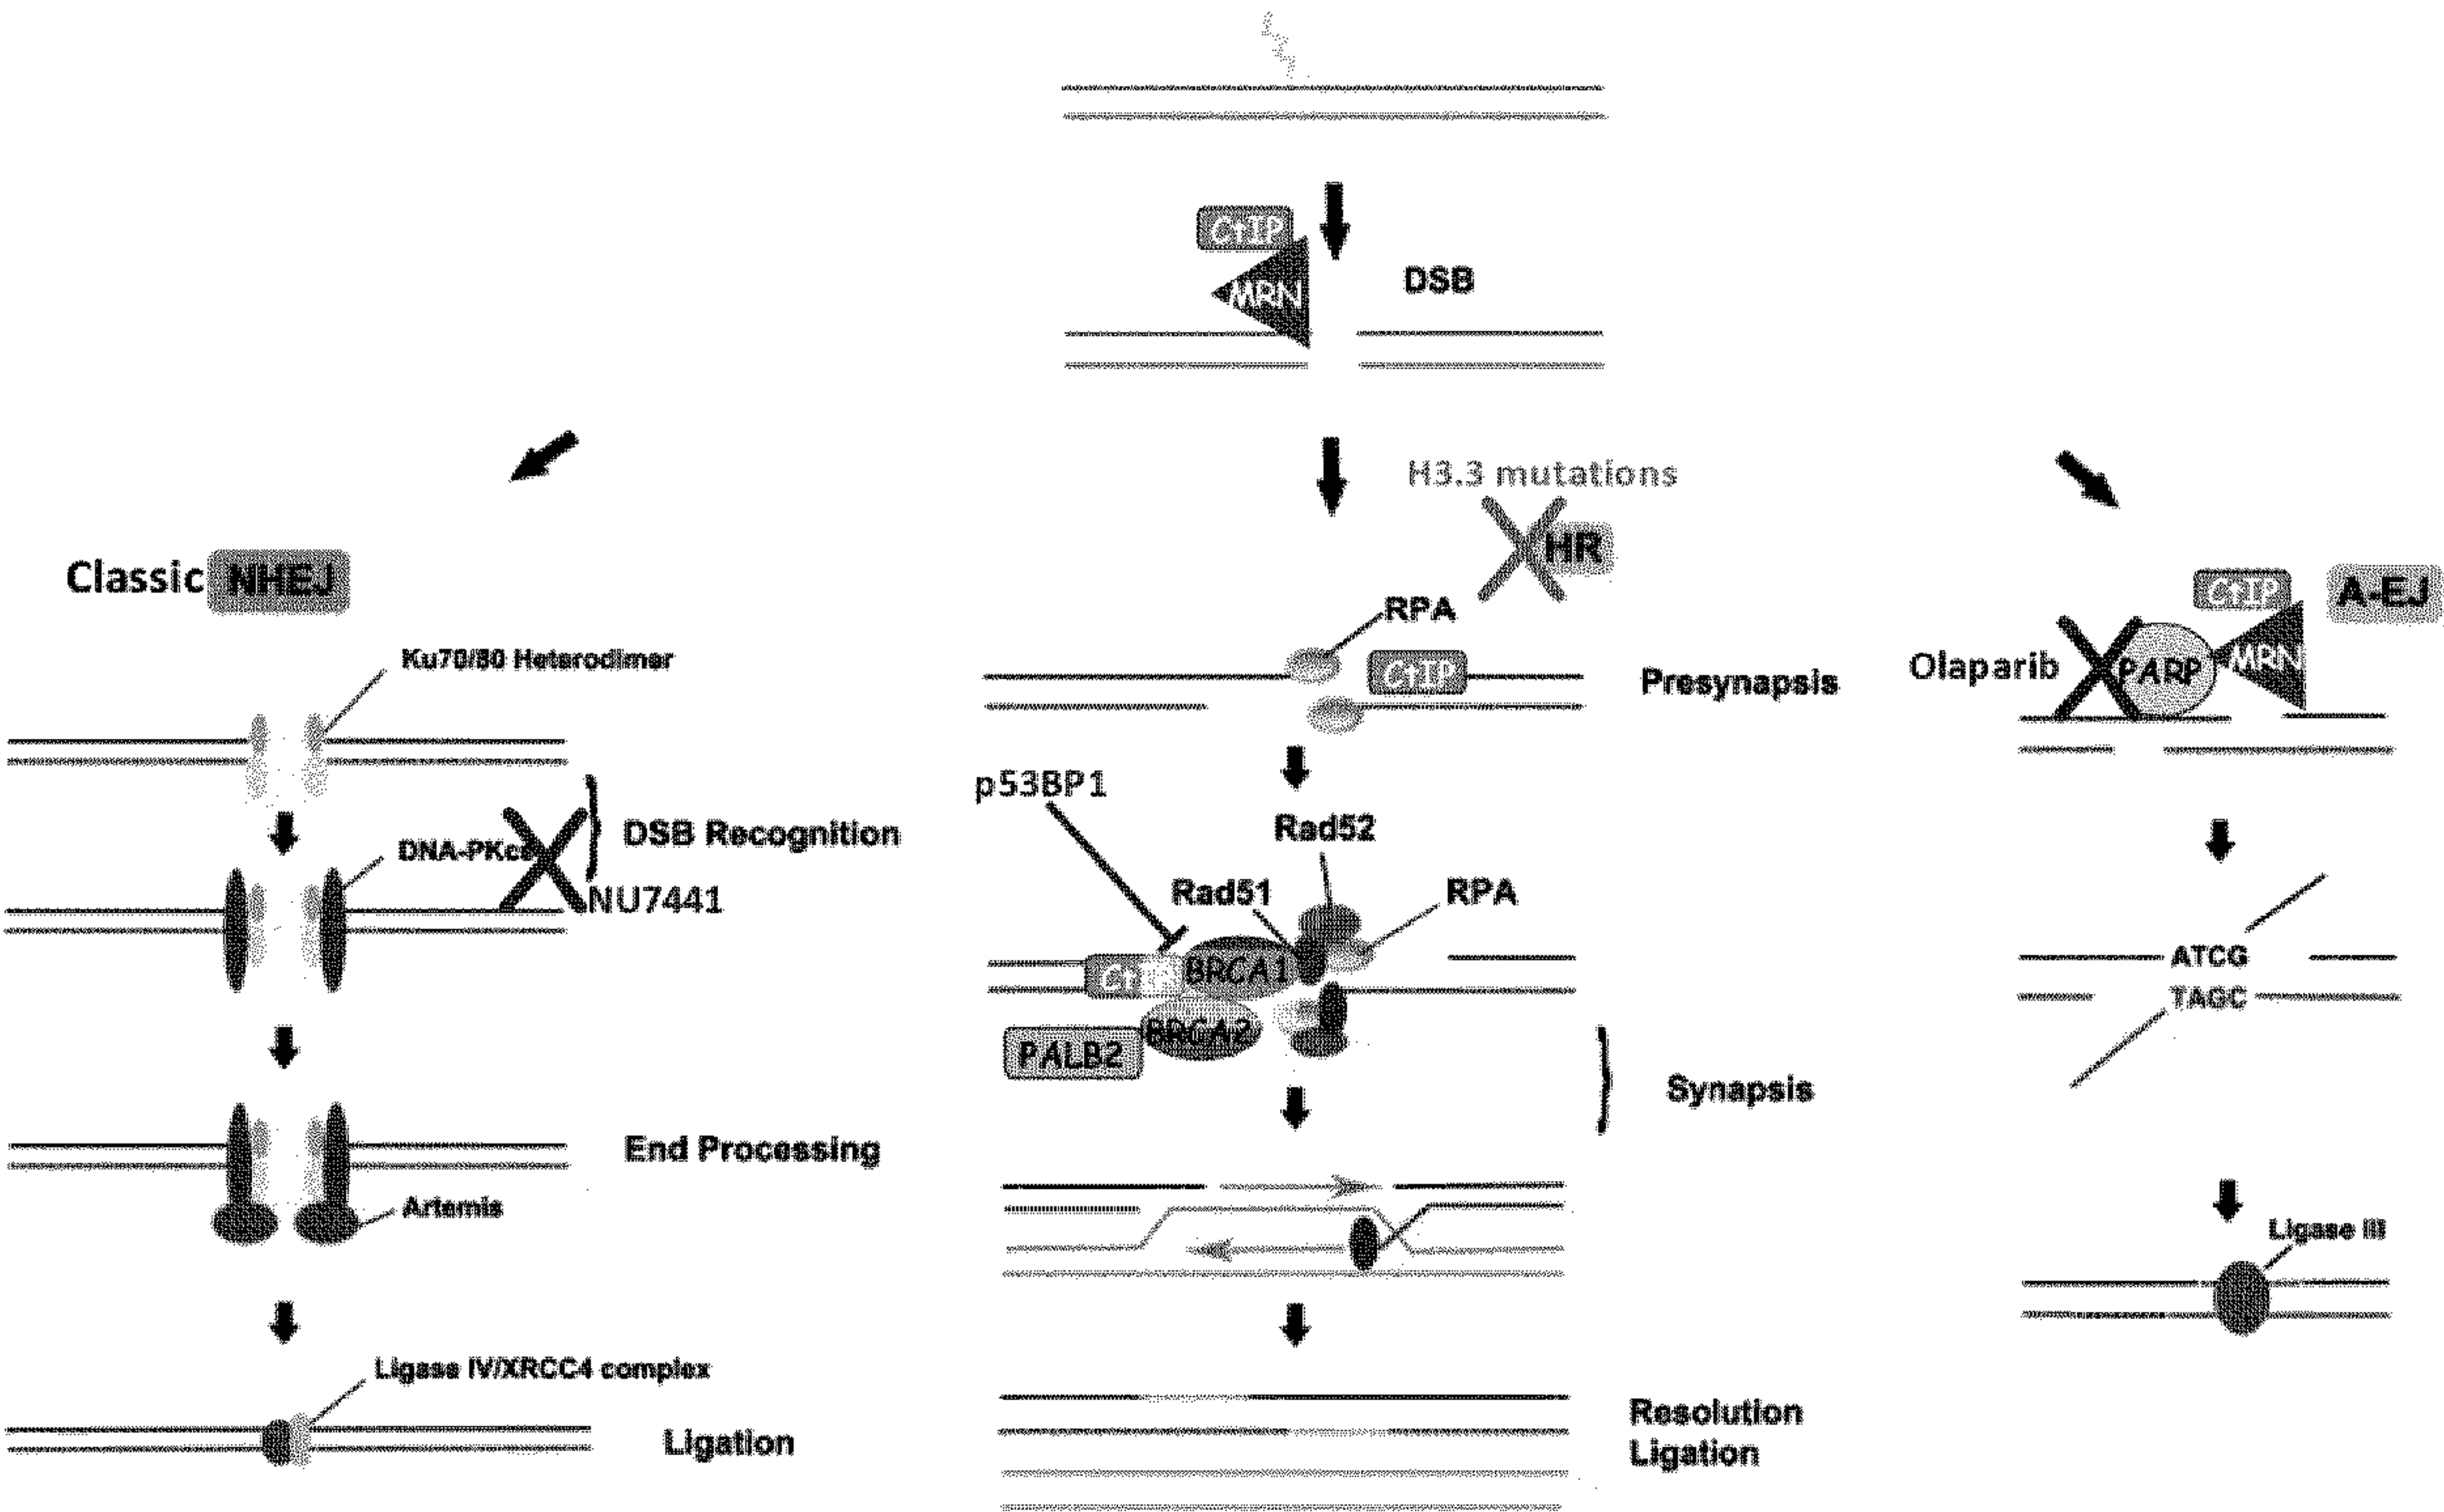 CtIP
MRN
DSB
H3.3 mutations
HR
Classic NHEJ
CtIP
A-EJ
RPA
Ku70/80 Heterodimer
CtIP
Presynapsis
Olaparib
PARP
MRN
p53BP1
Rad52
DSB Recognition
DNA-PKcs
NU7441
Rad51
RPA
ATCG
TAGC
CtIP
BRCA1
BRCA2
PALB2
Synapsis
End Processing
Artemis
Ligase III
Ligase IV/XRCC4 complex
Ligation
Resolution
Ligation